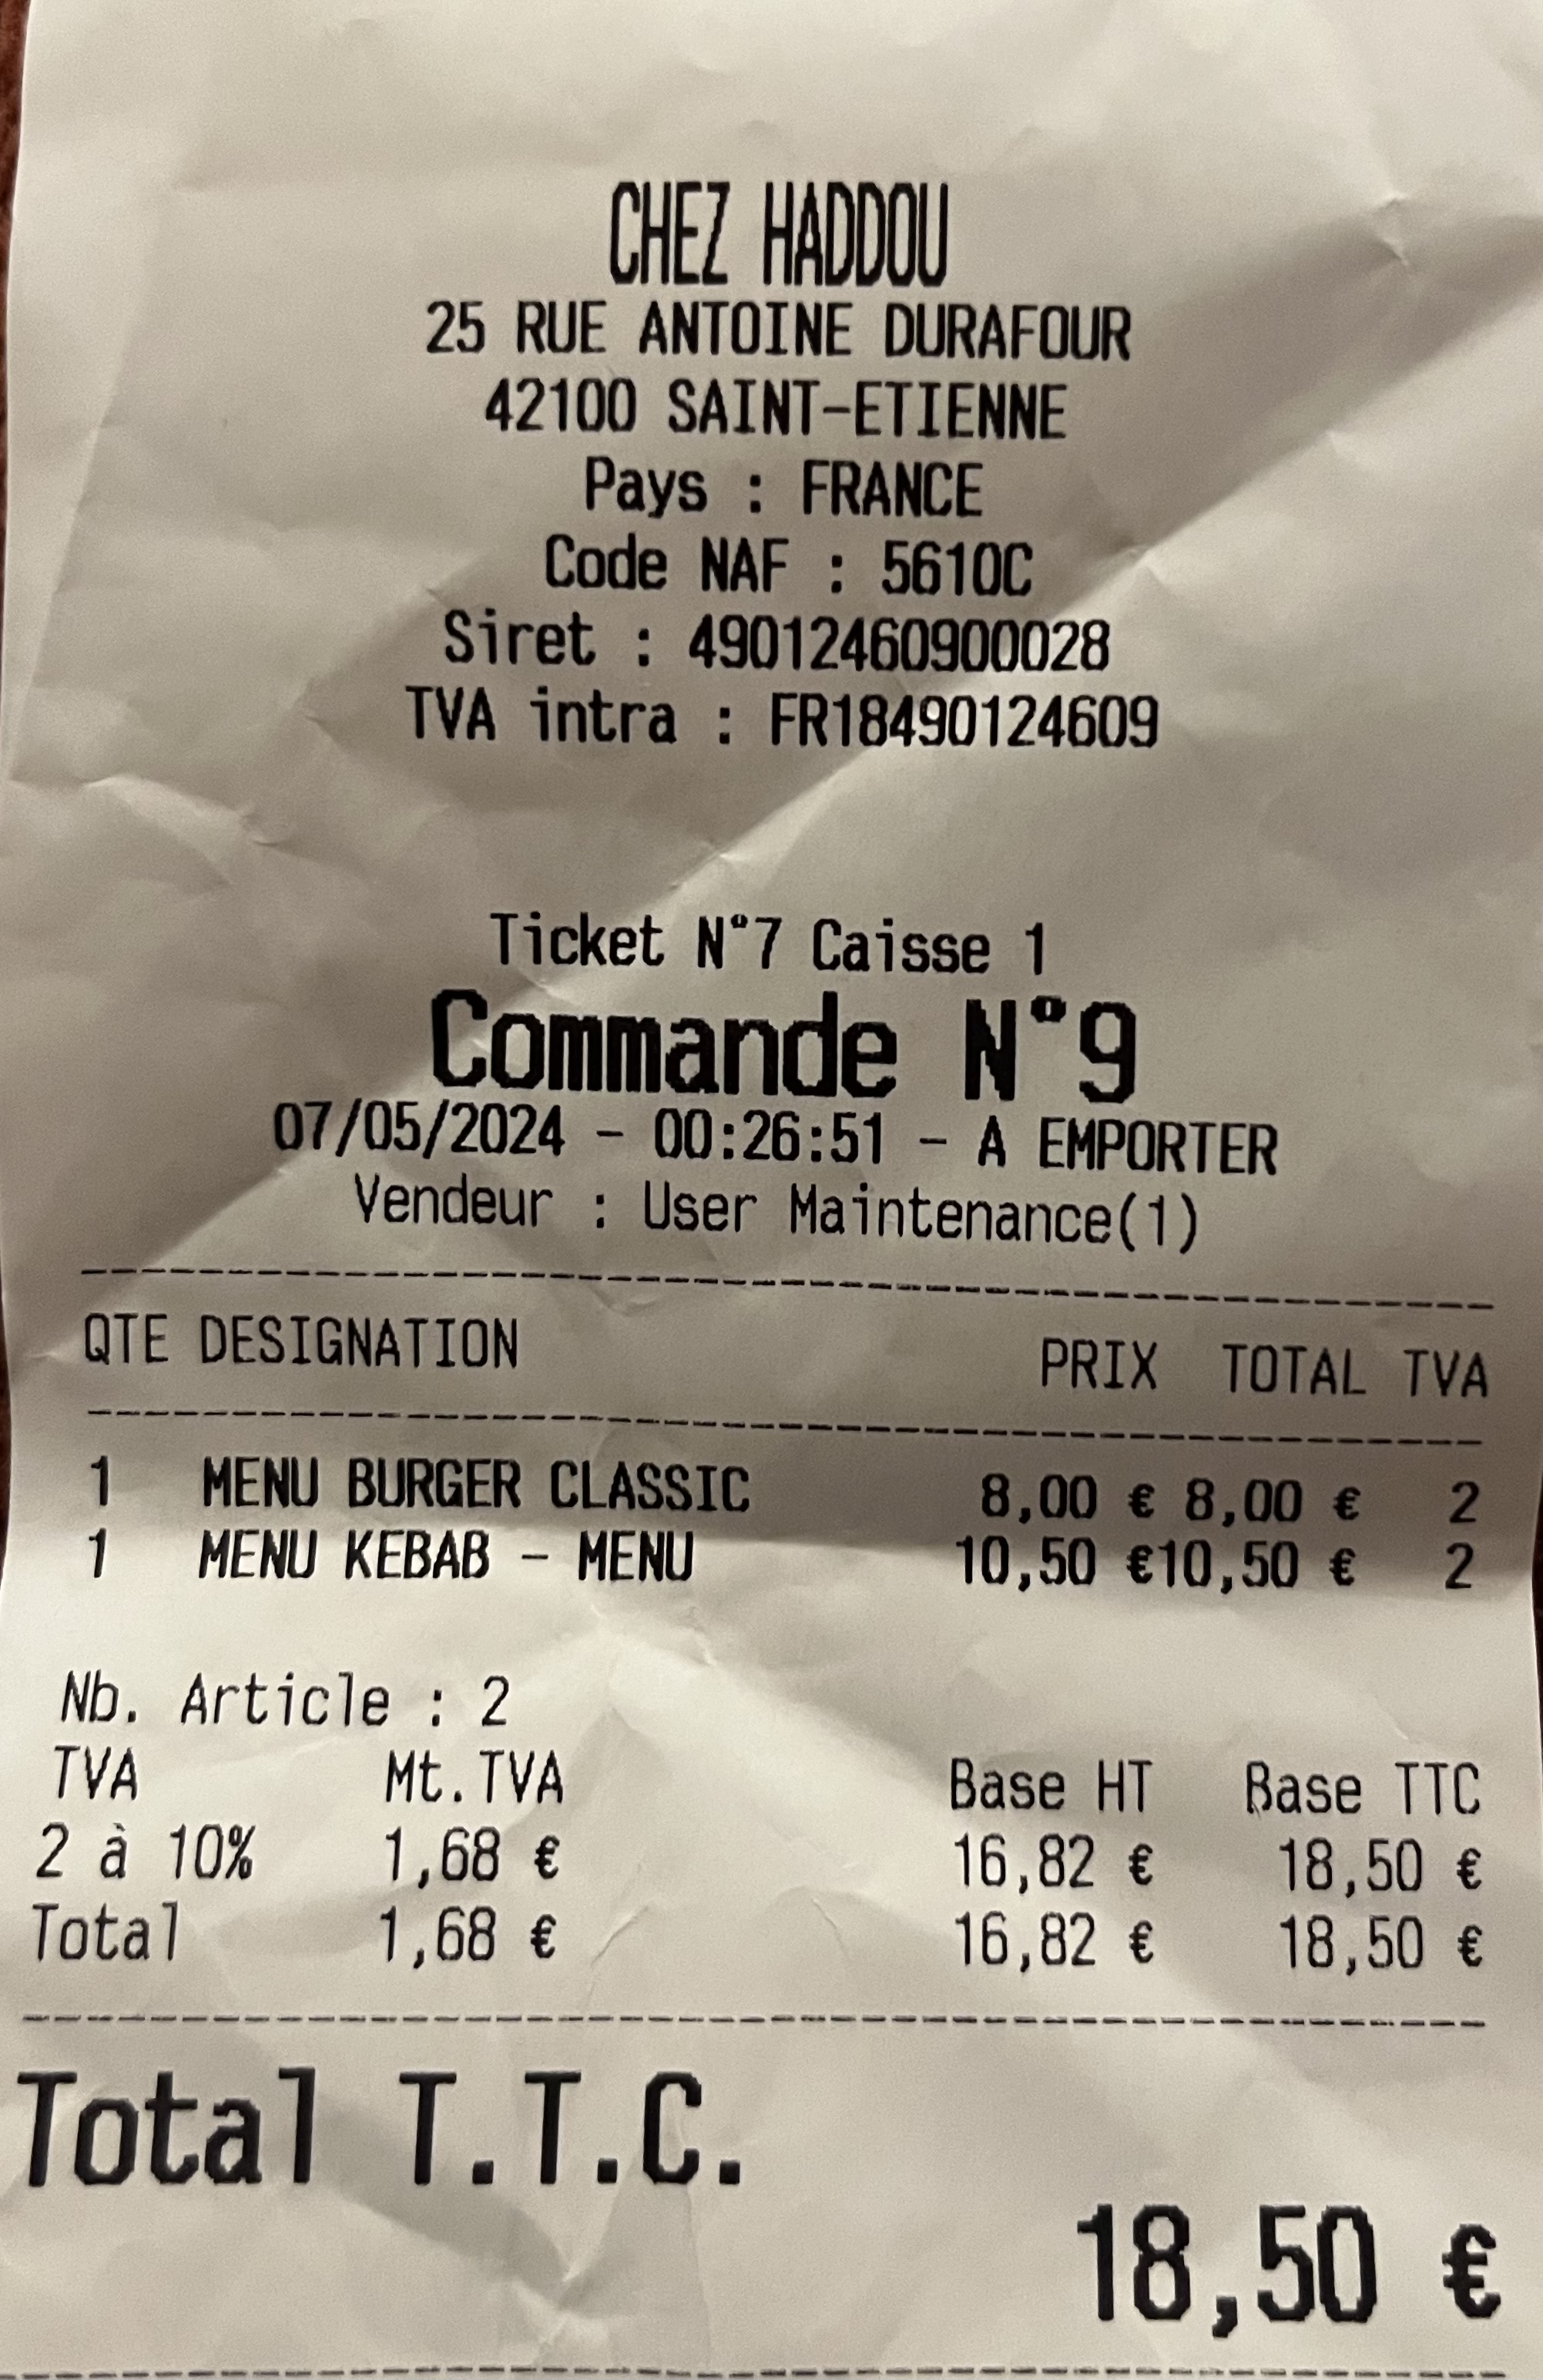 CHEZ HADDOU
25 RUE ANTOINE DURAFOUR
42100 SAINT-ETIENNE
Pays : FRANCE
Code NAF : 5610C
Siret : 49012460900028
TVA intra : FR18490124609
Ticket N°7 Caisse 1
Commande N°9
07/05/2024 - 00:26:51 - A EMPORTER
Vendeur : User Maintenance(1)
QTE DESIGNATION PRIX TOTAL TVA
1 MENU BURGER CLASSIC 8,00 € 8,00 € 2
1 MENU KEBAB - MENU 10,50 €10,50 € 2
Nb. Article : 2
TVA Mt.TVA Base HT Base TTC
2 à 10% 1,68 € 16,82 € 18,50 €
Total 1,68 € 16,82 € 18,50 €
Total T.T.C.
18,50 €